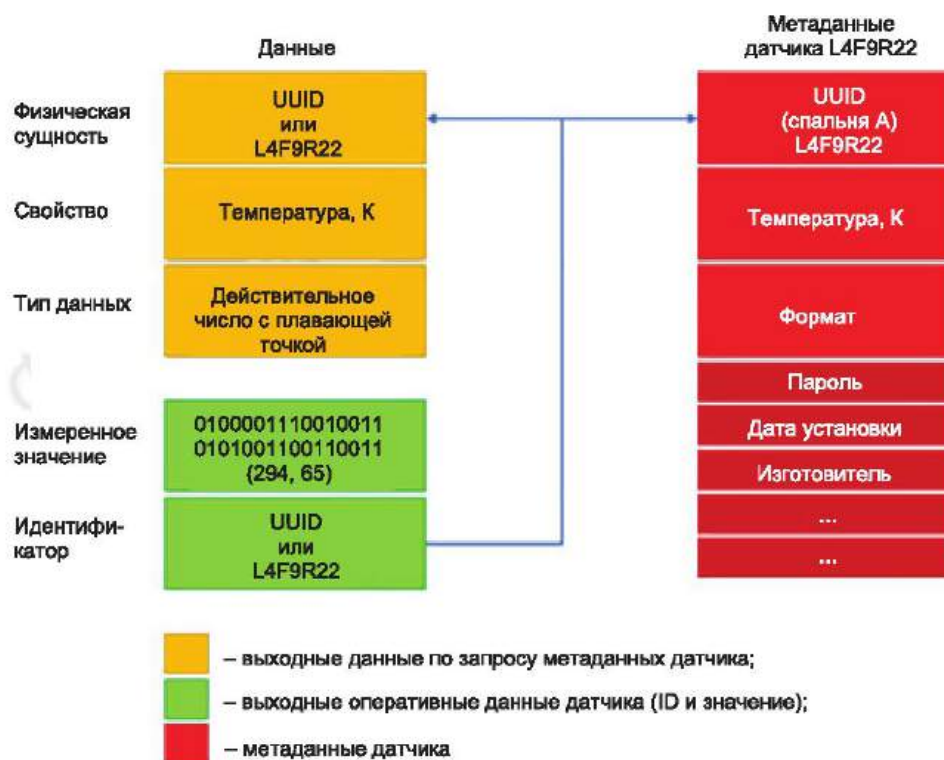 Данные
Метаданные
датчика L4F9R22
Физическая
сущность
UUID
или
L4F9R22
UUID
(спальня А)
L4F9R22
Свойство
Температура, К
Температура, К
Тип данных
Действительное
число с плавающей
точкой
Формат
Пароль
Дата установки
Изготовитель
...
...
Измеренное
значение
0100001110010011
0101001100110011
(294, 65)
Идентифи-
катор
UUID
или
L4F9R22
– выходные данные по запросу метаданных датчика;
– выходные оперативные данные датчика (ID и значение);
– метаданные датчика